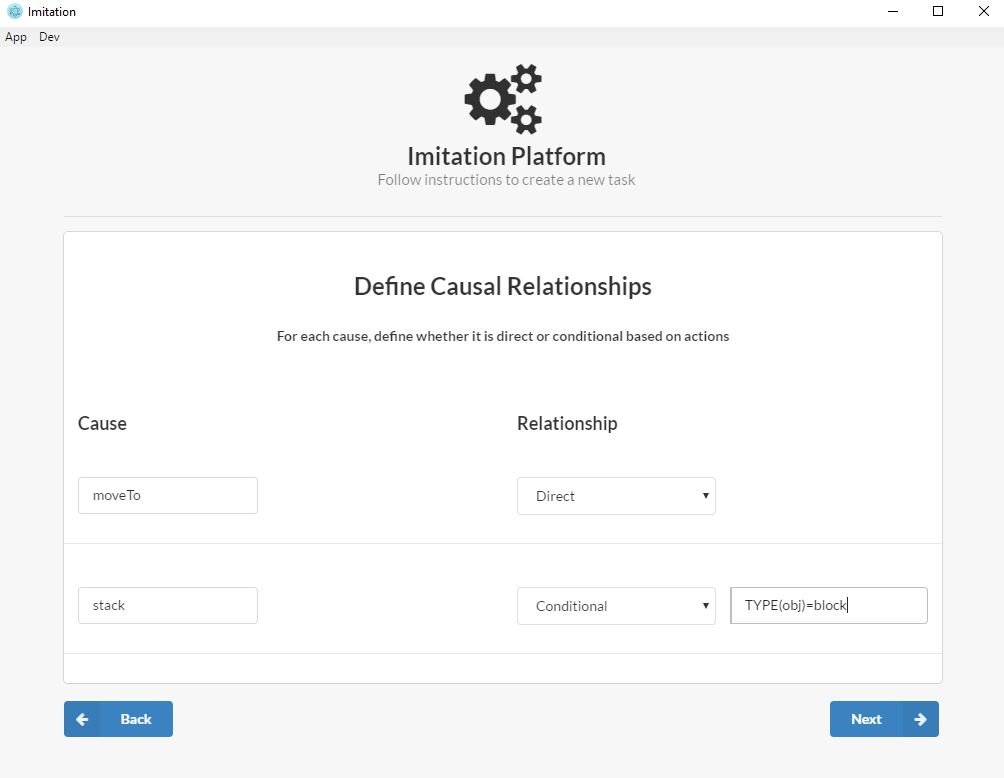 Imitation
App Dev
Imitation Platform
Follow instructions to create a new task
Define Causal Relationships
For each cause, define whether it is direct or conditional based on actions
Cause Relationship
moveTo Direct
stack Conditional TYPE(obj)=block
Back Next